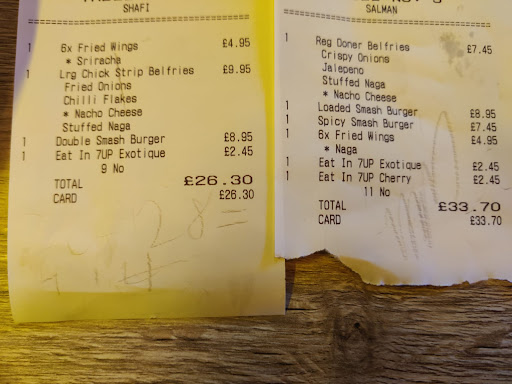 SHAFI
1 6x Fried Wings £4.95
* Sriracha
1 Lrg Chick Strip Belfries £9.95
Fried Onions
Chilli Flakes
* Nacho Cheese
Stuffed Naga
1 Double Smash Burger £8.95
1 Eat In 7UP Exotique £2.45
9 No
TOTAL £26.30
CARD £26.30
SALMAN
1 Reg Doner Belfries £7.45
Crispy Onions
Jalepeno
Stuffed Naga
* Nacho Cheese
1 Loaded Smash Burger £8.95
1 Spicy Smash Burger £7.45
1 6x Fried Wings £4.95
* Naga
1 Eat In 7UP Exotique £2.45
1 Eat In 7UP Cherry £2.45
11 No
TOTAL £33.70
CARD £33.70